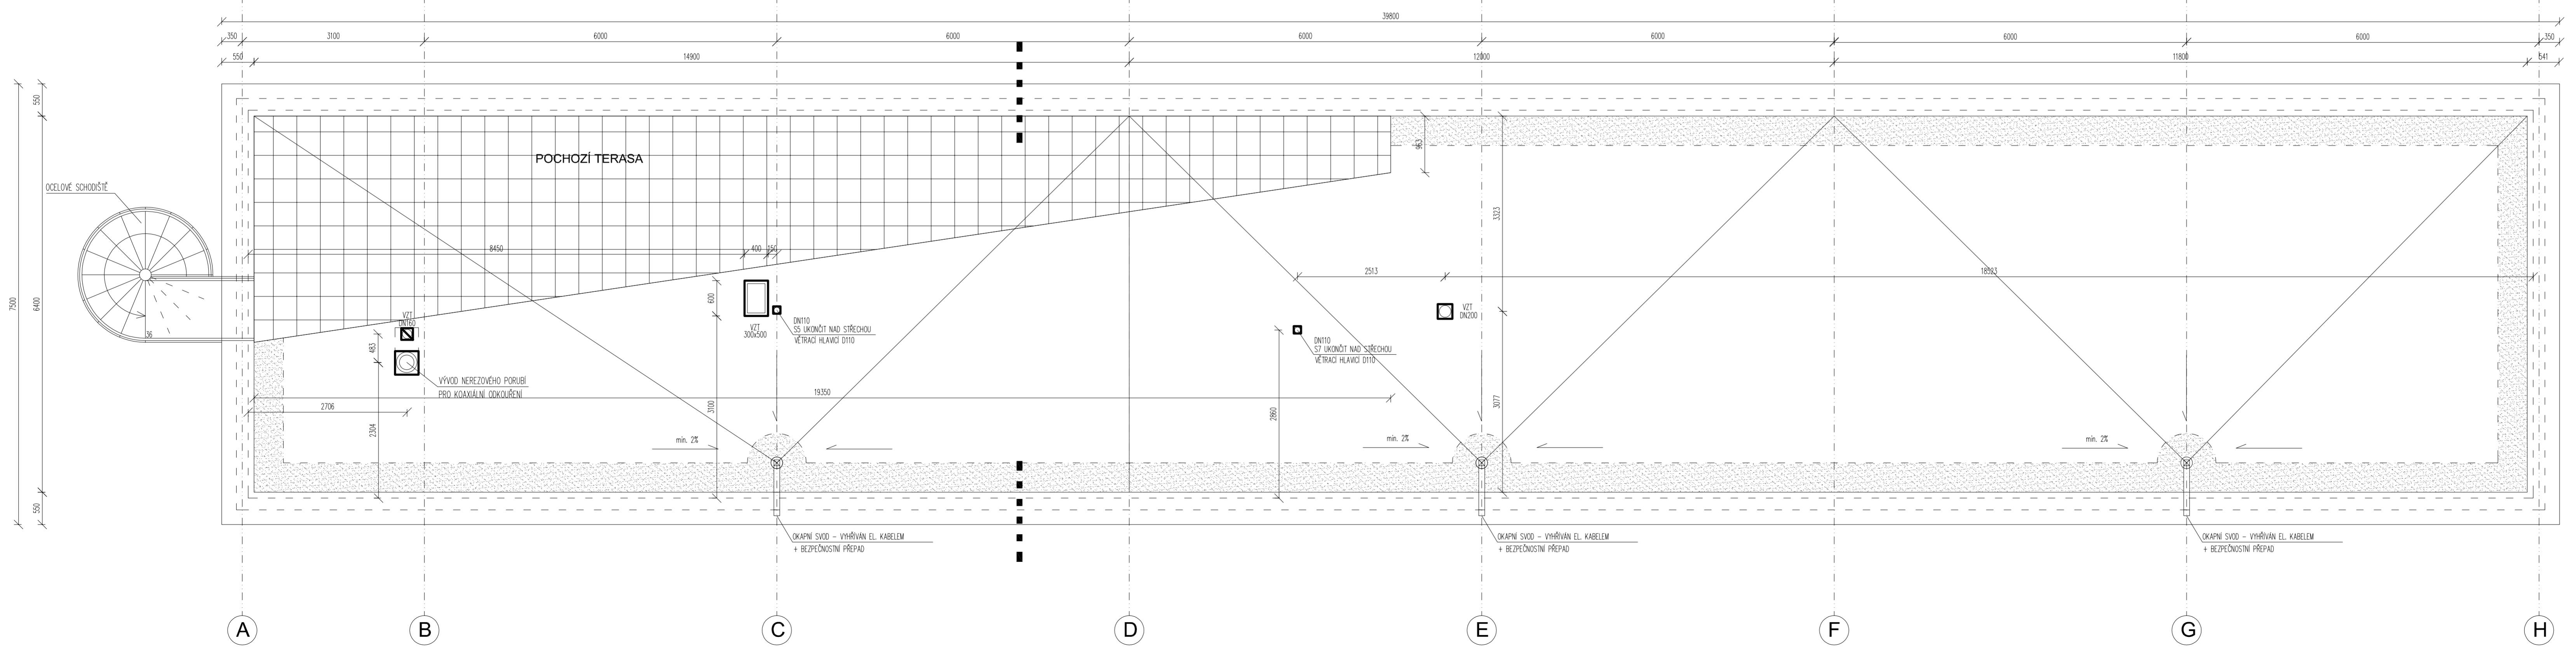 39800
350
3100
6000
6000
6000
6000
6000
6000
350
550
14900
12000
11800
541
550
POCHOZÍ TERASA
963
OCELOVÉ SCHODIŠTĚ
3323
8450
400
150
2513
18523
7500
6400
600
VZT
DN160
VZT
DN200
DN110
S5 UKONČIT NAD STŘECHOU
VĚTRACÍ HLAVICÍ D110
VZT
300x500
36
483
DN110
S7 UKONČIT NAD STŘECHOU
VĚTRACÍ HLAVICÍ D110
VÝVOD NEREZOVÉHO PORUBÍ
PRO KOAXIÁLNÍ ODKOUŘENÍ
19350
2706
3100
2860
3077
2304
min. 2%
min. 2%
min. 2%
550
OKAPNÍ SVOD - VYHŘÍVÁN EL. KABELEM
+ BEZPEČNOSTNÍ PŘEPAD
OKAPNÍ SVOD - VYHŘÍVÁN EL. KABELEM
+ BEZPEČNOSTNÍ PŘEPAD
OKAPNÍ SVOD - VYHŘÍVÁN EL. KABELEM
+ BEZPEČNOSTNÍ PŘEPAD
A
B
C
D
E
F
G
H